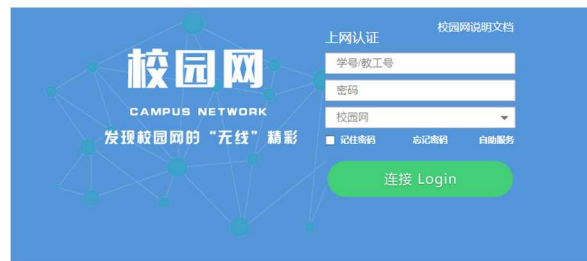 校园网
CAMPUS NETWORK
发现校园网的“无线”精彩
校园网说明文档
上网认证
学号/教工号
密码
校园网
记住密码 忘记密码 自助服务
连接 Login